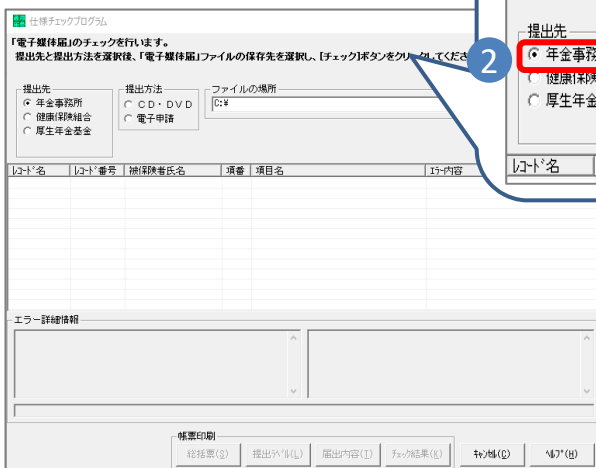 仕様チェックプログラム
「電子媒体届」のチェックを行います。
提出先と提出方法を選択後、「電子媒体届」ファイルの保存先を選択し、[チェック]ボタンをクリックしてくださ
提出先
年金事務所
健康保険組合
厚生年金基金
提出方法
CD・DVD
電子申請
ファイルの場所
C:¥
2
提出先
年金事務
健康保険
厚生年金
ﾚｺｰﾄﾞ名
ﾚｺｰﾄﾞ名 ﾚｺｰﾄﾞ番号 被保険者氏名 項番 項目名 ｴﾗｰ内容
エラー詳細情報
帳票印刷
総括票(S) 提出ﾗﾍﾞﾙ(L) 届出内容(I) ﾁｪｯｸ結果(K) ｷｬﾝｾﾙ(C) ﾍﾙﾌﾟ(H)